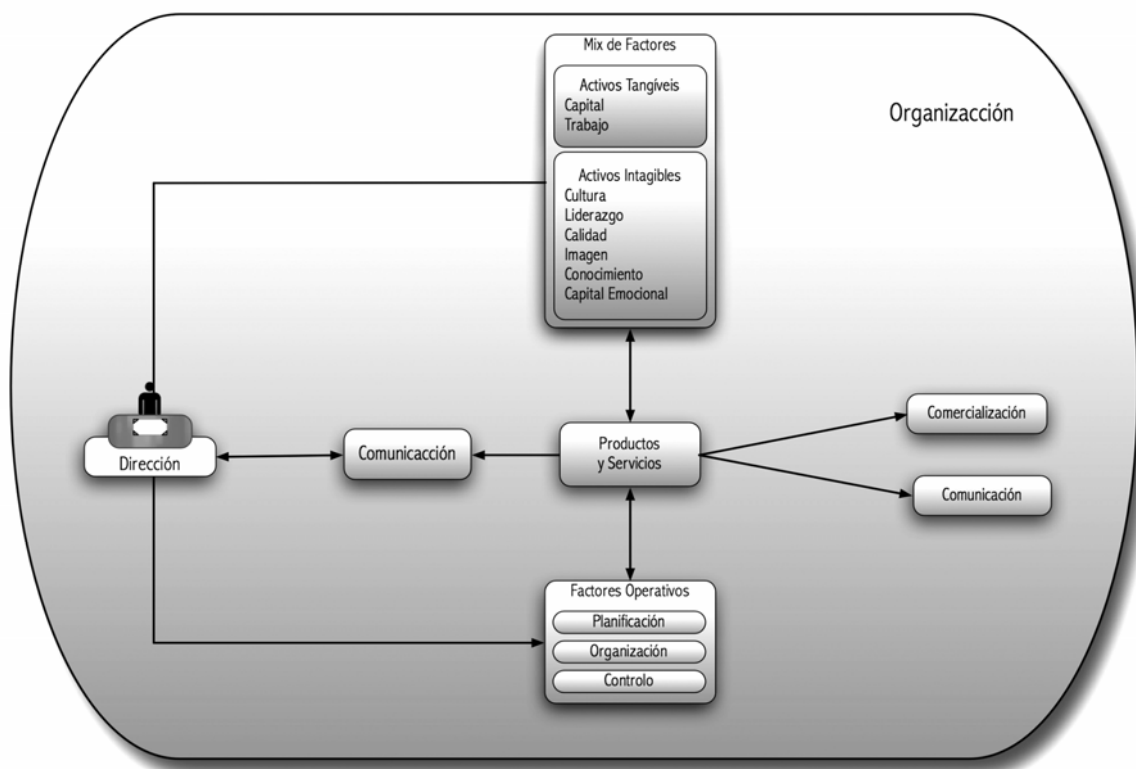 Mix de Factores
Activos Tangíveis
Capital
Trabajo
Organizacción
Activos Intagibles
Cultura
Liderazgo
Calidad
Imagen
Conocimiento
Capital Emocional
Dirección
Comunicacción
Productos
y Servicios
Comercialización
Comunicación
Factores Operativos
Planificación
Organización
Controlo